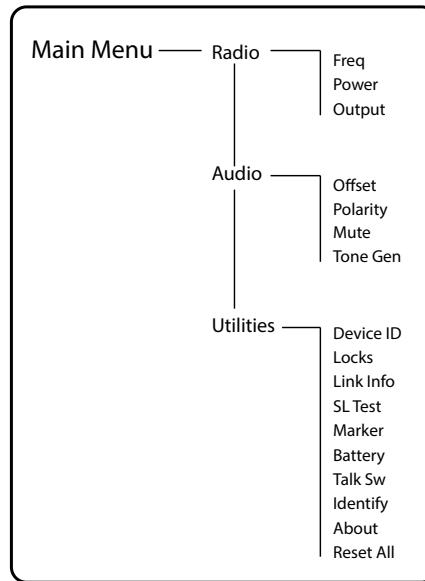 Main Menu
Radio
Freq
Power
Output
Audio
Offset
Polarity
Mute
Tone Gen
Utilities
Device ID
Locks
Link Info
SL Test
Marker
Battery
Talk Sw
Identify
About
Reset All